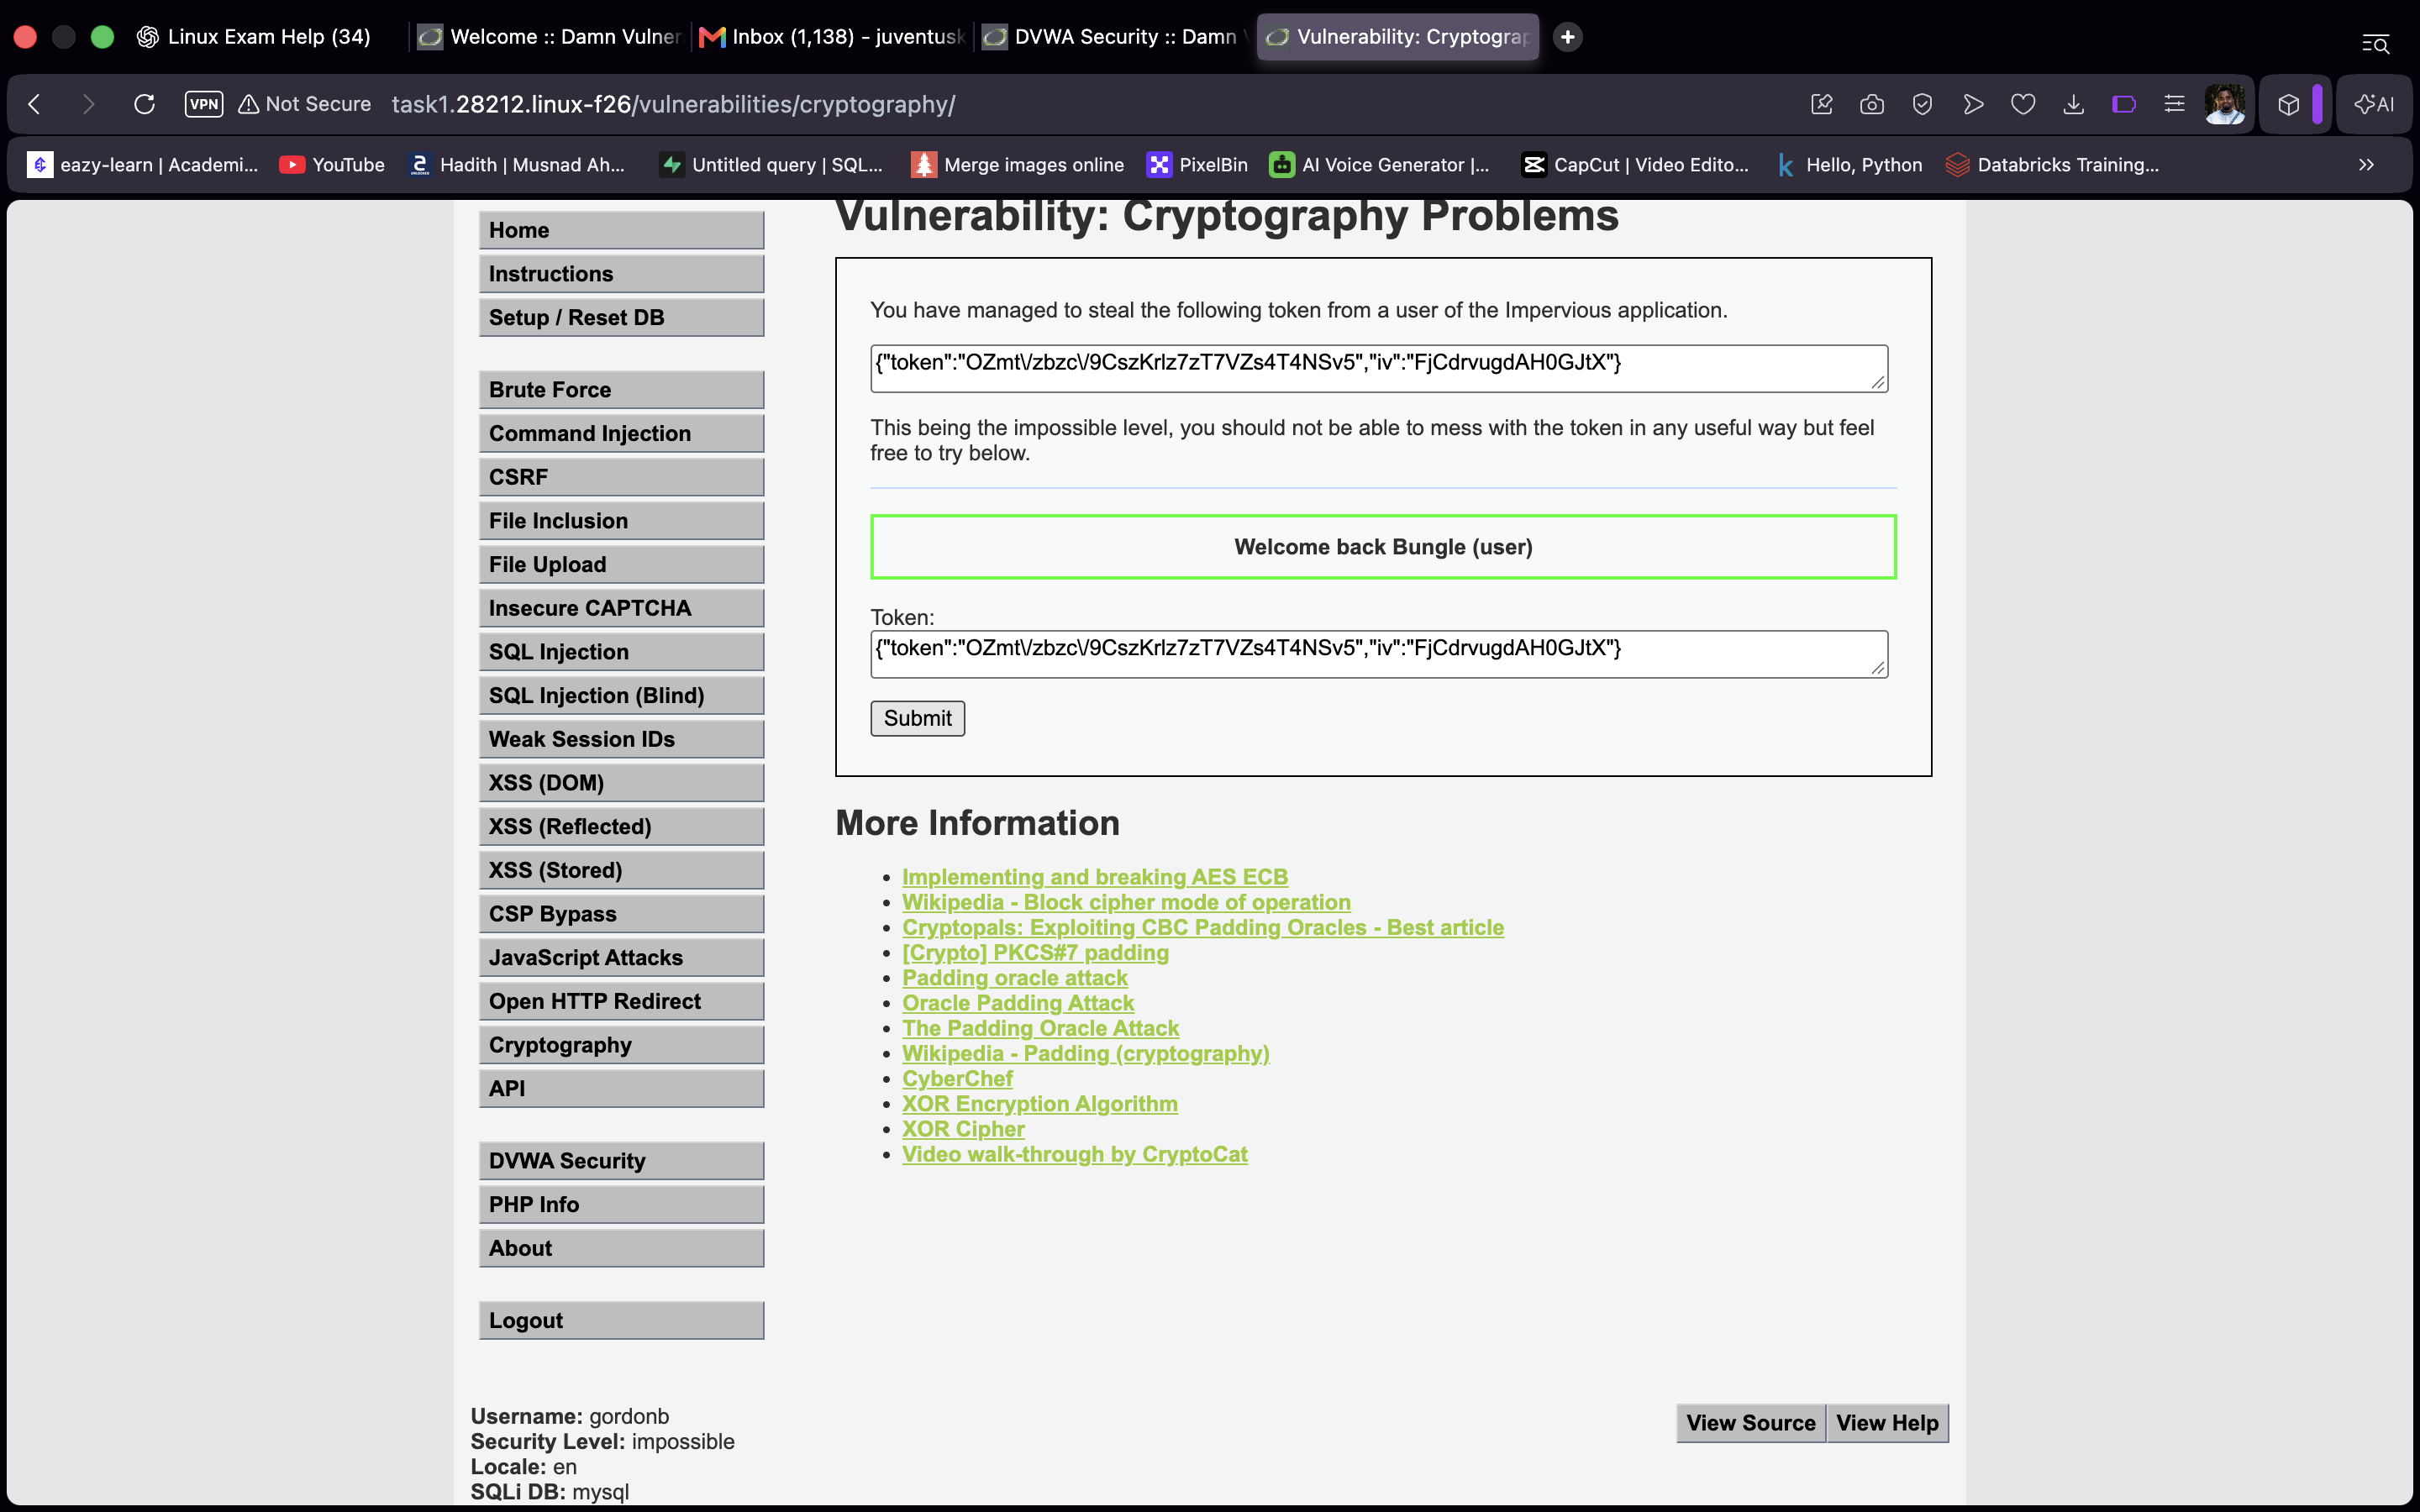 Linux Exam Help (34)
Welcome :: Damn Vulner
Inbox (1,138) - juventusk
DVWA Security :: Damn
Vulnerability: Cryptograp
VPN
Not Secure
task1.28212.linux-f26/vulnerabilities/cryptography/
AI
eazy-learn | Academi...
YouTube
Hadith | Musnad Ah...
Untitled query | SQL...
Merge images online
PixelBin
AI Voice Generator |...
CapCut | Video Edito...
Hello, Python
Databricks Training...
Home
Instructions
Setup / Reset DB
Brute Force
Command Injection
CSRF
File Inclusion
File Upload
Insecure CAPTCHA
SQL Injection
SQL Injection (Blind)
Weak Session IDs
XSS (DOM)
XSS (Reflected)
XSS (Stored)
CSP Bypass
JavaScript Attacks
Open HTTP Redirect
Cryptography
API
DVWA Security
PHP Info
About
Logout
Username: gordonb
Security Level: impossible
Locale: en
SQLi DB: mysql
Vulnerability: Cryptography Problems
You have managed to steal the following token from a user of the Impervious application.
{"token":"OZmt\/zbzc\/9CszKrlz7zT7VZs4T4NSv5","iv":"FjCdrvugdAH0GJtX"}
This being the impossible level, you should not be able to mess with the token in any useful way but feel
free to try below.
Welcome back Bungle (user)
Token:
{"token":"OZmt\/zbzc\/9CszKrlz7zT7VZs4T4NSv5","iv":"FjCdrvugdAH0GJtX"}
Submit
More Information
Implementing and breaking AES ECB
Wikipedia - Block cipher mode of operation
Cryptopals: Exploiting CBC Padding Oracles - Best article
[Crypto] PKCS#7 padding
Padding oracle attack
Oracle Padding Attack
The Padding Oracle Attack
Wikipedia - Padding (cryptography)
CyberChef
XOR Encryption Algorithm
XOR Cipher
Video walk-through by CryptoCat
View Source
View Help